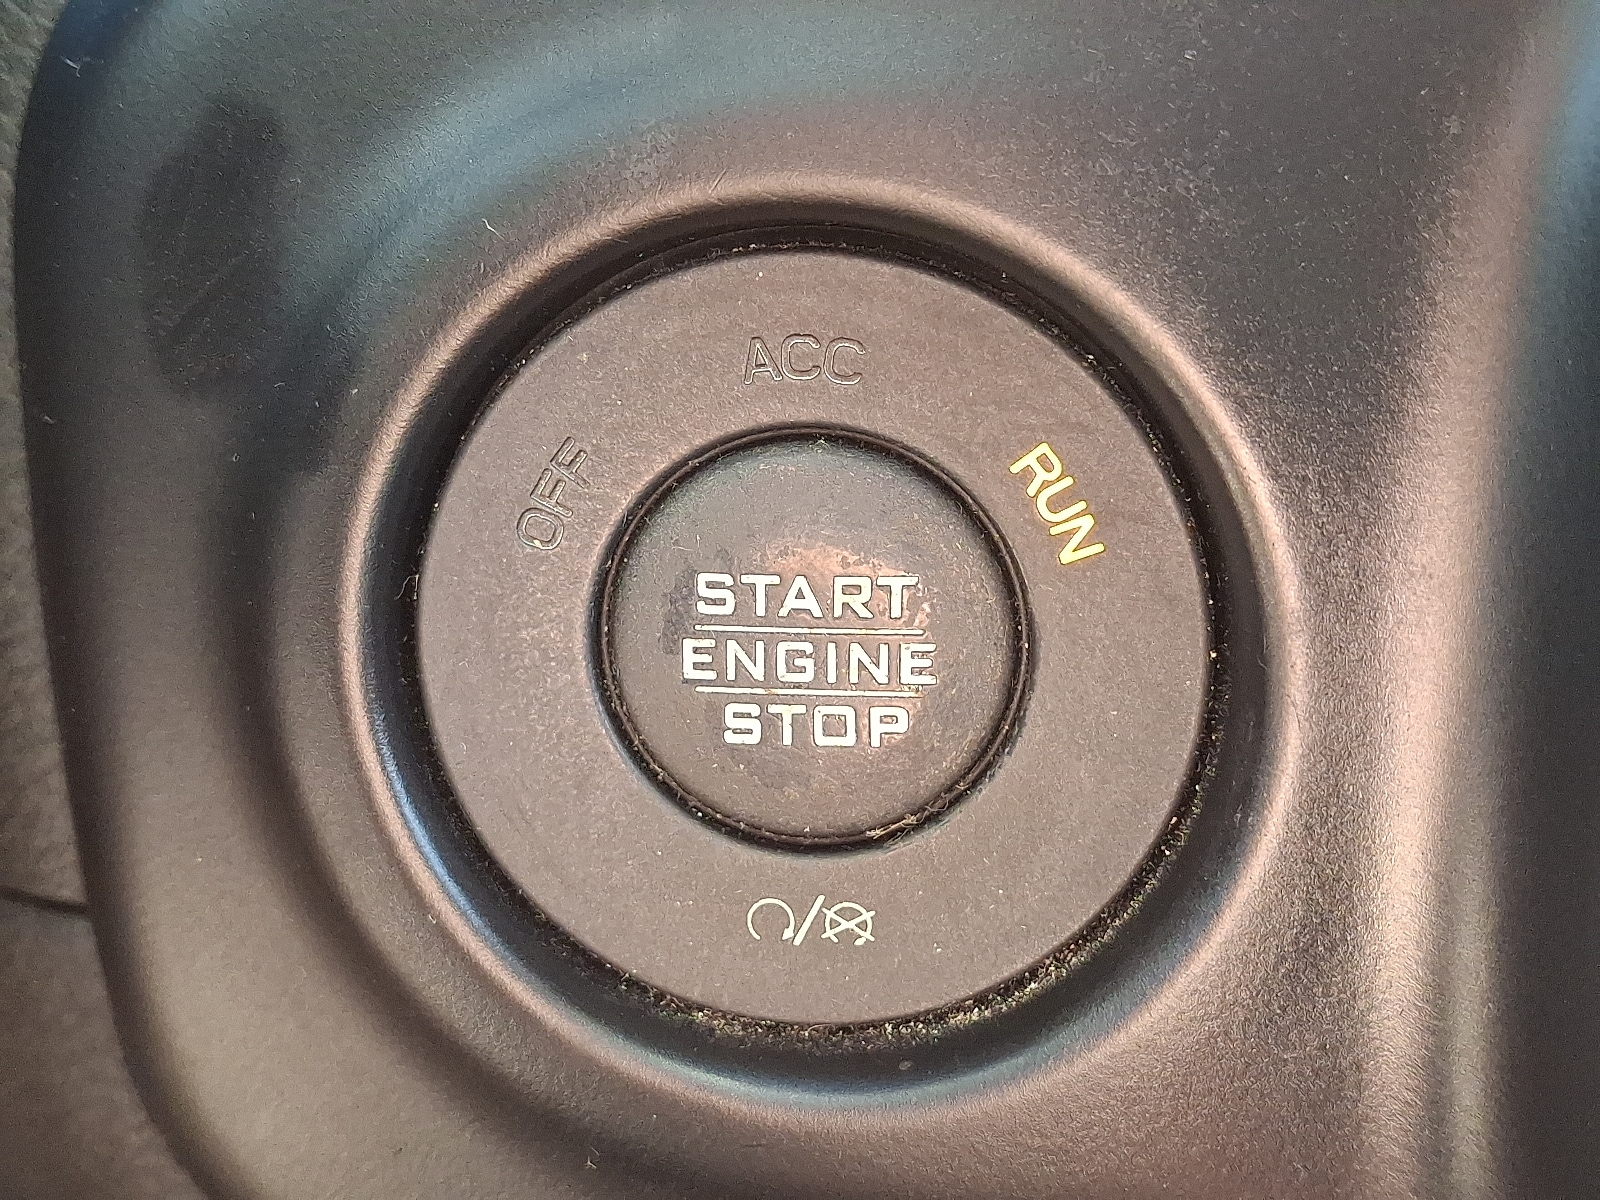 ACC
OFF
RUN
START
ENGINE
STOP